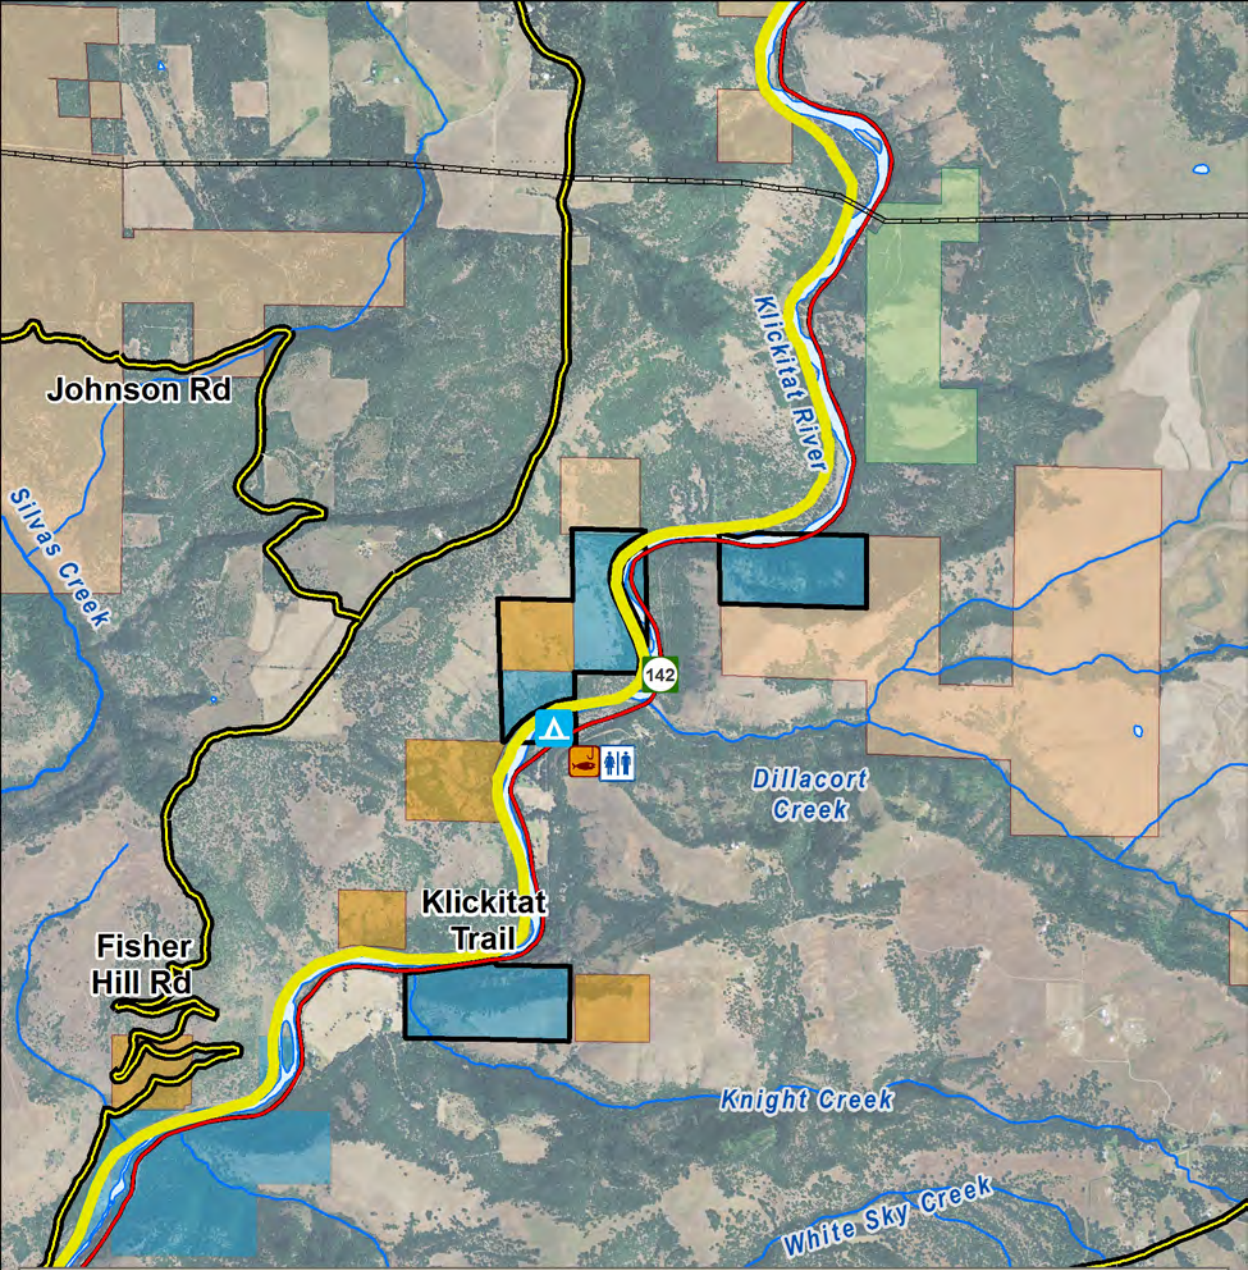 Klickitat River
Johnson Rd
Silvas Creek
142
Dillacort
Creek
Klickitat
Trail
Fisher
Hill Rd
Knight Creek
White Sky Creek